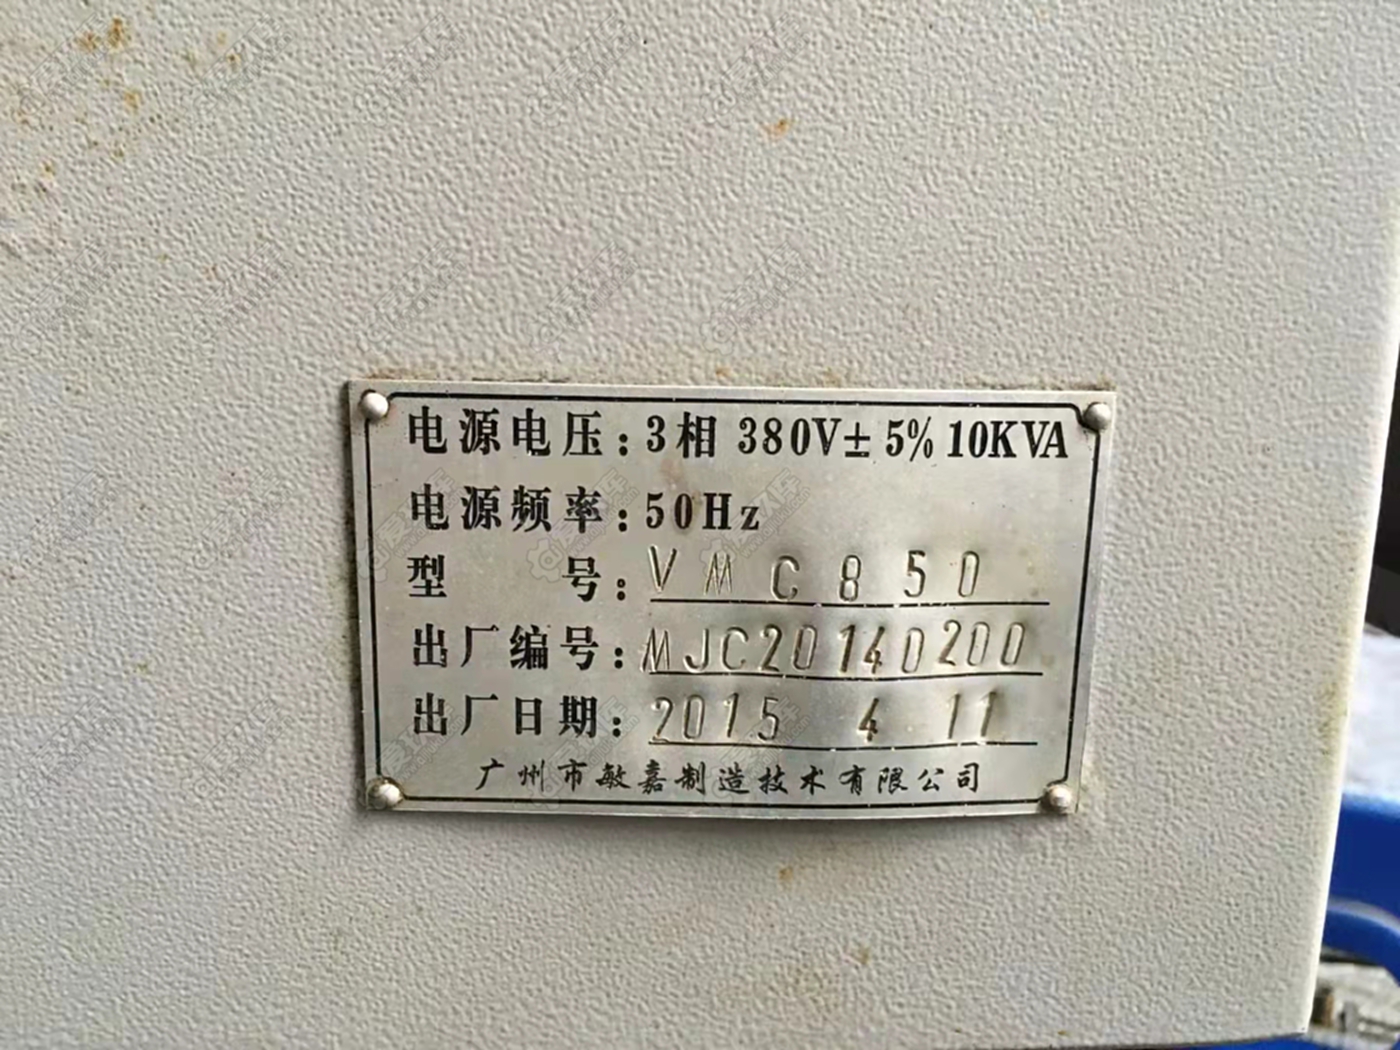 电源电压：3相 380V± 5% 10KVA
电源频率：50Hz
型 号：VMC850
出厂编号：MJC20140200
出厂日期：2015 4 11
广州市敏嘉制造技术有限公司